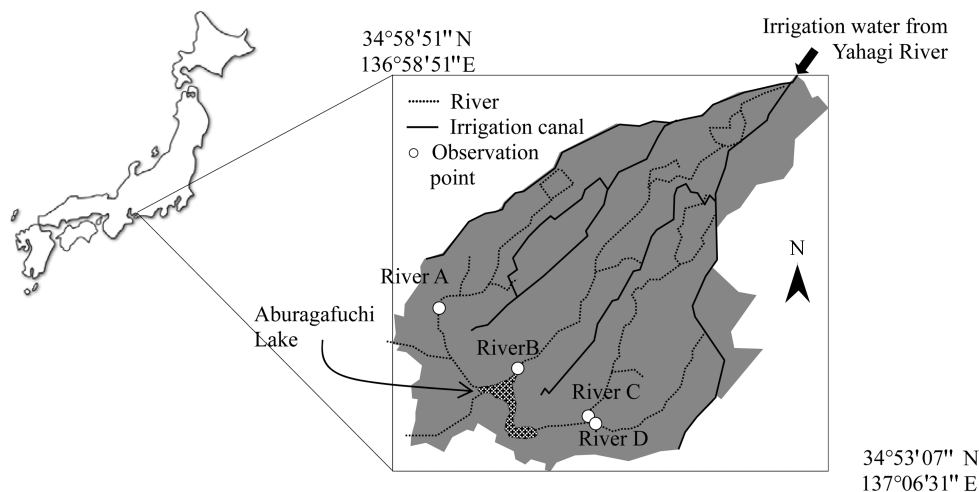 34°58'51" N
136°58'51" E
Irrigation water from
Yahagi River
River
Irrigation canal
Observation
point
N
River A
Aburagafuchi
Lake
RiverB
River C
River D
34°53'07" N
137°06'31" E